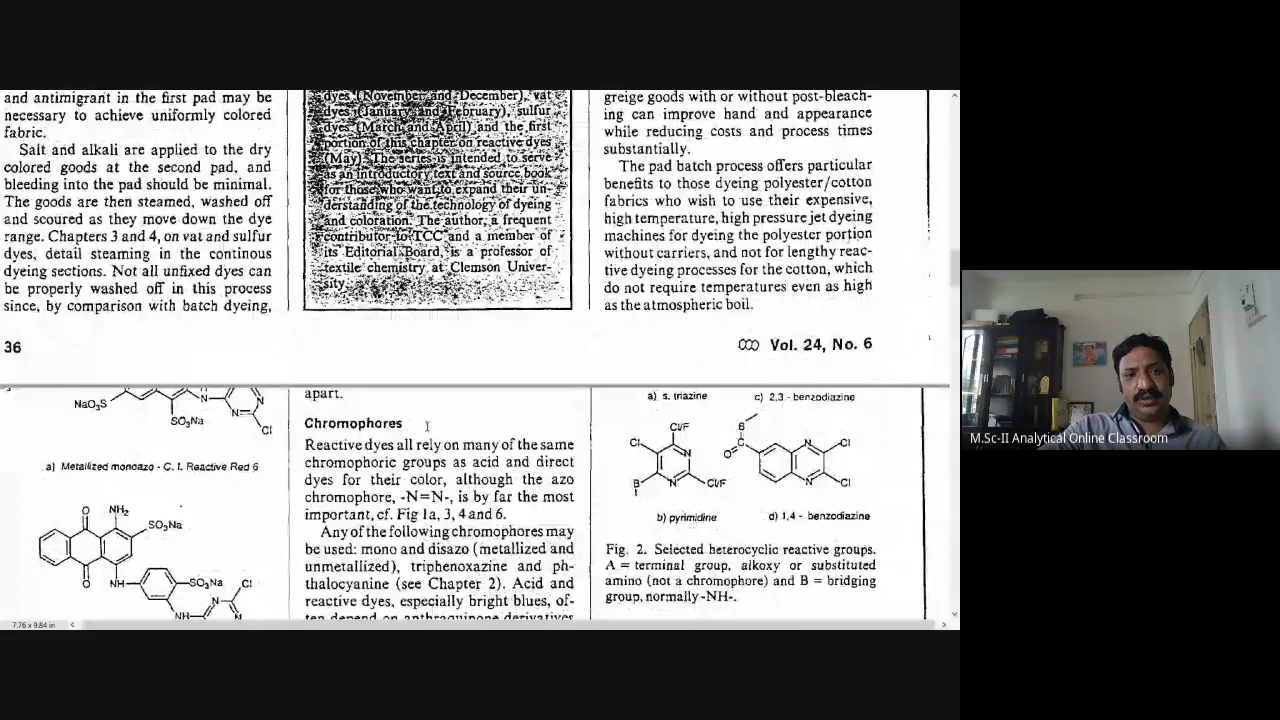 and antimigrant in the first pad may be
necessary to achieve uniformly colored
fabric.
Salt and alkali are applied to the dry
colored goods at the second pad, and
bleeding into the pad should be minimal.
The goods are then steamed, washed off
and scoured as they move down the dye
range. Chapters 3 and 4, on vat and sulfur
dyes, detail steaming in the continous
dyeing sections. Not all unfixed dyes can
be properly washed off in this process
since, by comparison with batch dyeing,
36
dyes (November and December), vat
dyes (January and February), sulfur
dyes (March and April) and the first
portion of this chapter on reactive dyes
(May). The series is intended to serve
as an introductory text and source book
for those who want to expand their un-
derstanding of the technology of dyeing
and coloration. The author, a frequent
contributor to TCC and a member of
its Editorial Board, is a professor of
textile chemistry at Clemson Univer-
sity.
greige goods with or without post-bleach-
ing can improve hand and appearance
while reducing costs and process times
substantially.
The pad batch process offers particular
benefits to those dyeing polyester/cotton
fabrics who wish to use their expensive,
high temperature, high pressure jet dyeing
machines for dyeing the polyester portion
without carriers, and not for lengthy reac-
tive dyeing processes for the cotton, which
do not require temperatures even as high
as the atmospheric boil.
Vol. 24, No. 6
NaO₃S
H
N
N
N
SO₃Na
Cl
a) Metallized monoazo - C. I. Reactive Red 6
O
NH₂
SO₃Na
O
NH
SO₃Na
Cl
NH
N
N
apart.
Chromophores
Reactive dyes all rely on many of the same
chromophoric groups as acid and direct
dyes for their color, although the azo
chromophore, -N=N-, is by far the most
important, cf. Fig 1a, 3, 4 and 6.
Any of the following chromophores may
be used: mono and disazo (metallized and
unmetallized), triphenoxazine and ph-
thalocyanine (see Chapter 2). Acid and
reactive dyes, especially bright blues, of-
ten depend on anthraquinone derivatives
a) s. triazine
c) 2,3 - benzodiazine
Cl/F
Cl
N
B
N
Cl/F
B
C
O
N
Cl
N
Cl
b) pyrimidine
d) 1,4 - benzodiazine
Fig. 2. Selected heterocyclic reactive groups.
A = terminal group, alkoxy or substituted
amino (not a chromophore) and B = bridging
group, normally -NH-.
7.76 x 9.84 in
M.Sc-II Analytical Online Classroom